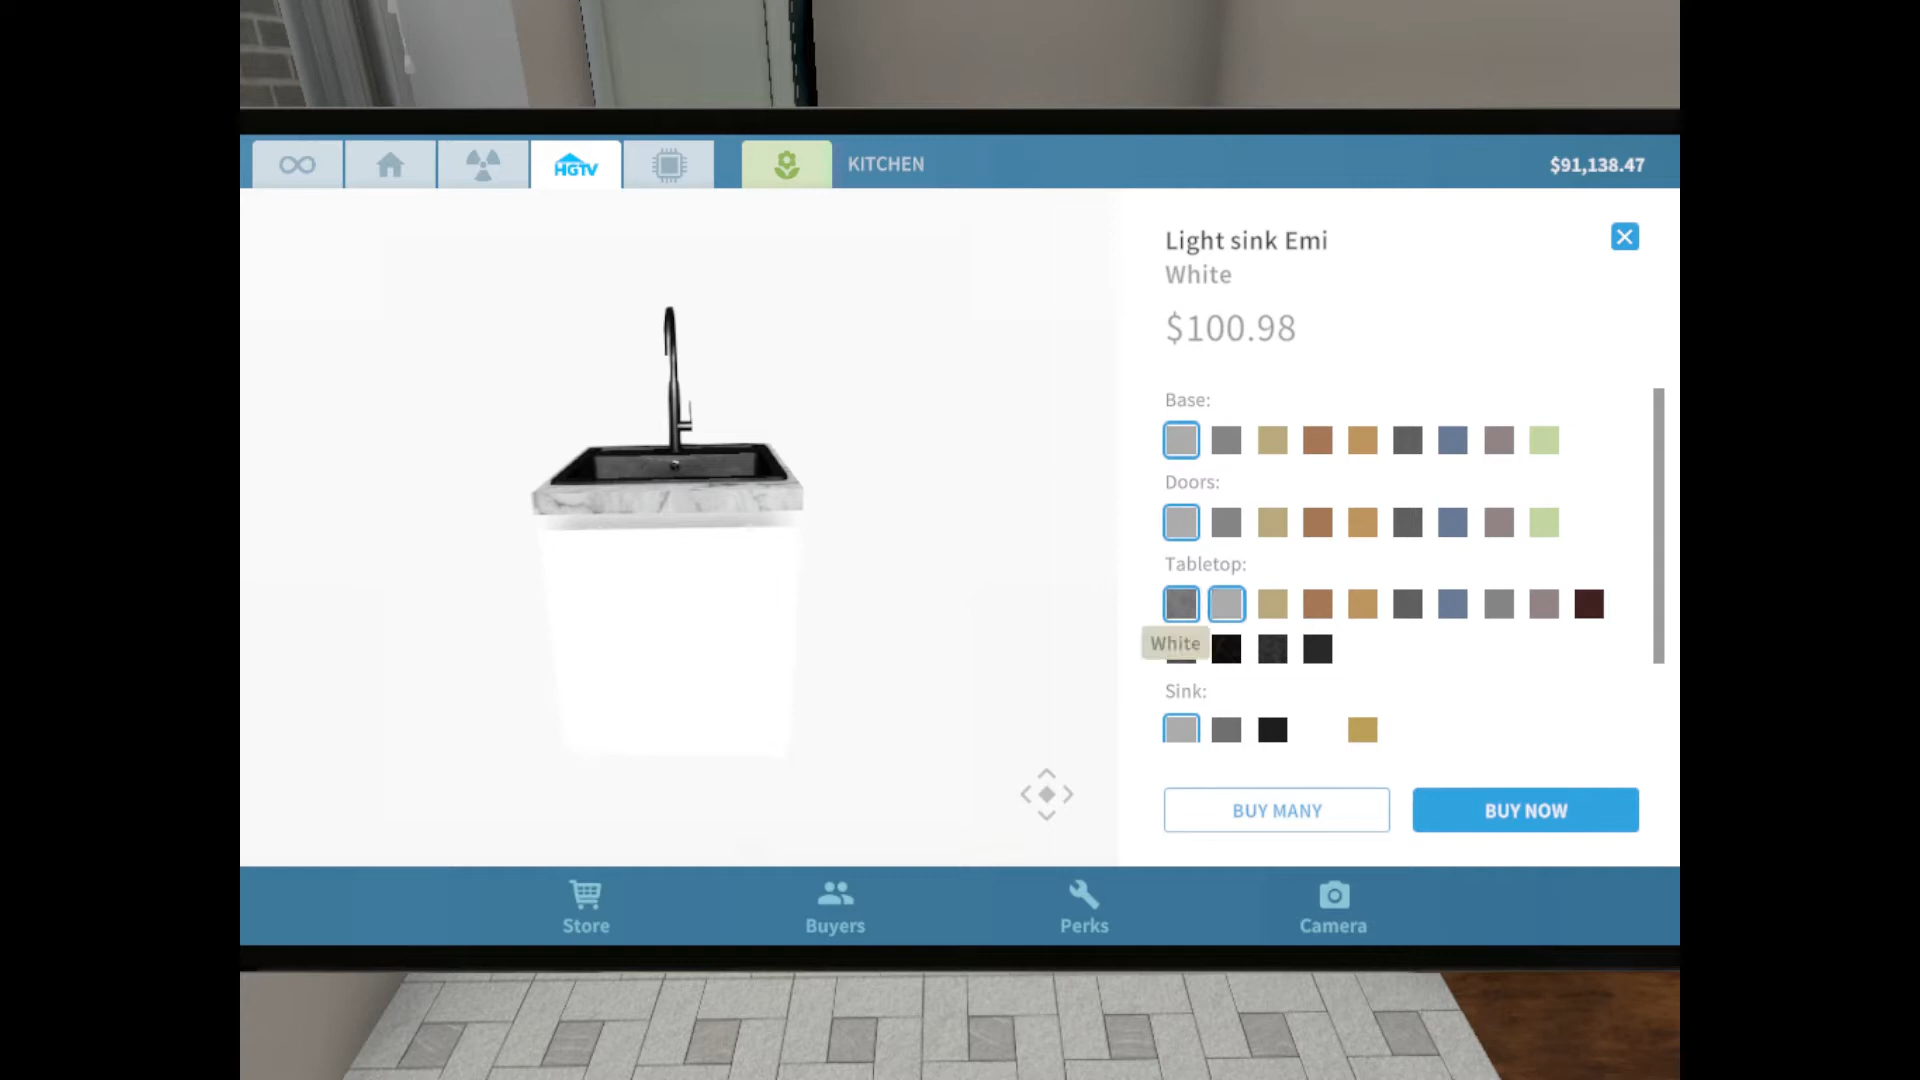 HGTV
KITCHEN
$91,138.47
Light sink Emi
White
$100.98
Base:
Doors:
Tabletop:
White
Sink:
BUY MANY
BUY NOW
Store
Buyers
Perks
Camera